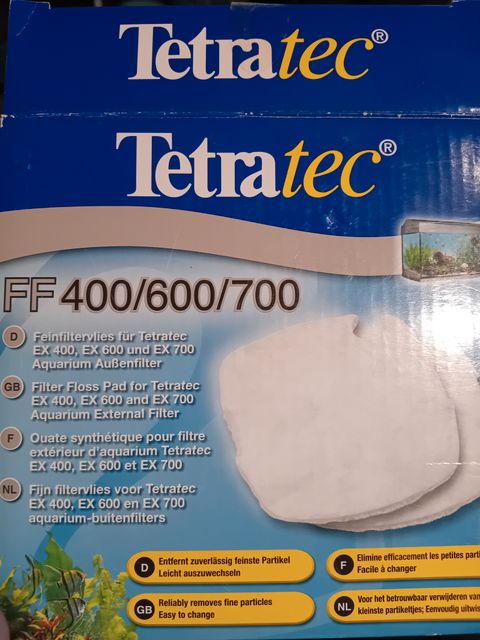 Tetratec®
Tetratec®
FF 400/600/700
D
Feinfiltervlies für Tetratec
EX 400, EX 600 und EX 700
Aquarium Außenfilter
GB
Filter Floss Pad for Tetratec
EX 400, EX 600 and EX 700
Aquarium External Filter
F
Ouate synthétique pour filtre
extérieur d'aquarium Tetratec
EX 400, EX 600 et EX 700
NL
Fijn filtervlies voor Tetratec
EX 400, EX 600 en EX 700
aquarium-buitenfilters
D
Entfernt zuverlässig feinste Partikel
Leicht auszuwechseln
F
Elimine efficacement les petites parti
Facile à changer
GB
Reliably removes fine particles
Easy to change
NL
Voor het betrouwbaar verwijderen van
kleinste partikeltjes; Eenvoudig uitwis